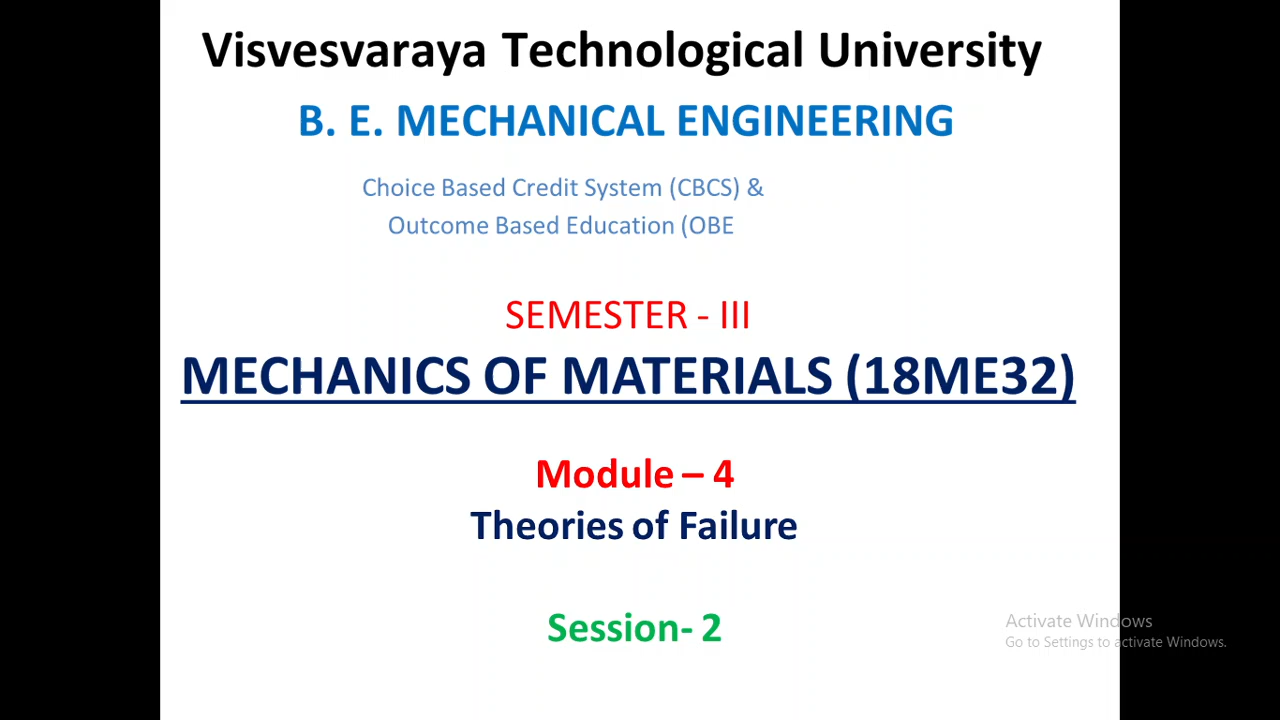 Visvesvaraya Technological University
B. E. MECHANICAL ENGINEERING
Choice Based Credit System (CBCS) &
Outcome Based Education (OBE
SEMESTER - III
MECHANICS OF MATERIALS (18ME32)
Module – 4
Theories of Failure
Session- 2
Activate Windows
Go to Settings to activate Windows.